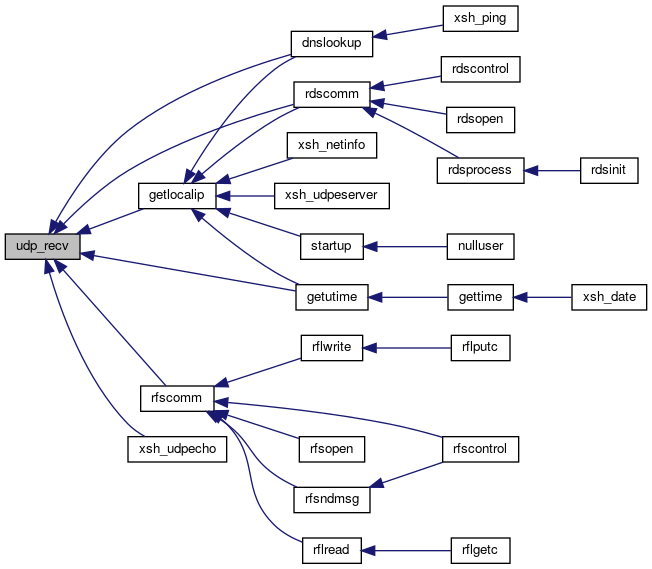 xsh_ping
dnslookup
rdscontrol
rdscomm
rdsopen
xsh_netinfo
rdsprocess
rdsinit
getlocalip
xsh_udpeserver
udp_recv
startup
nulluser
getutime
gettime
xsh_date
rflwrite
rflputc
rfscomm
xsh_udpecho
rfsopen
rfscontrol
rfsndmsg
rflread
rflgetc